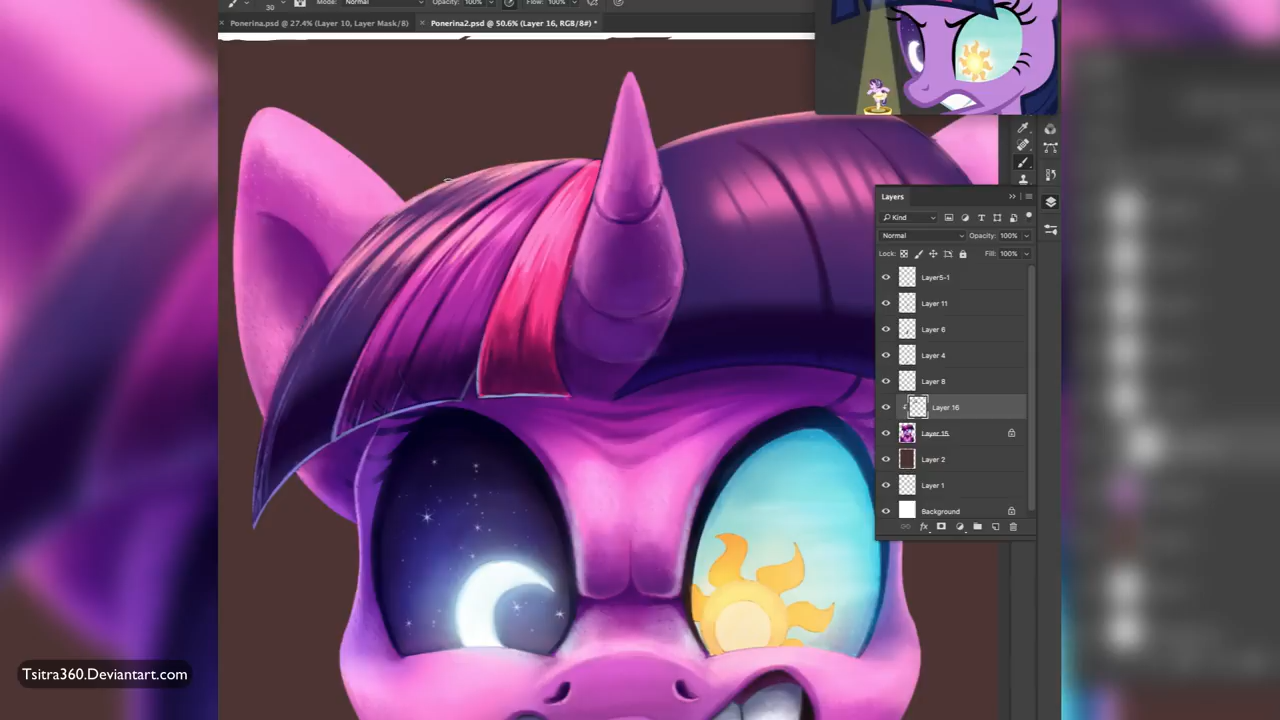 30 Mode: Normal Opacity: 100% Flow: 100%
× Ponerina.psd @ 27.4% (Layer 10, Layer Mask/8) × Ponerina2.psd @ 50.6% (Layer 16, RGB/8#) *
Layers
Kind
Normal Opacity: 100%
Lock: Fill: 100%
Layer5-1
Layer 11
Layer 6
Layer 4
Layer 8
Layer 16
Layer 15
Layer 2
Layer 1
Background
fx
Tsitra360.Deviantart.com